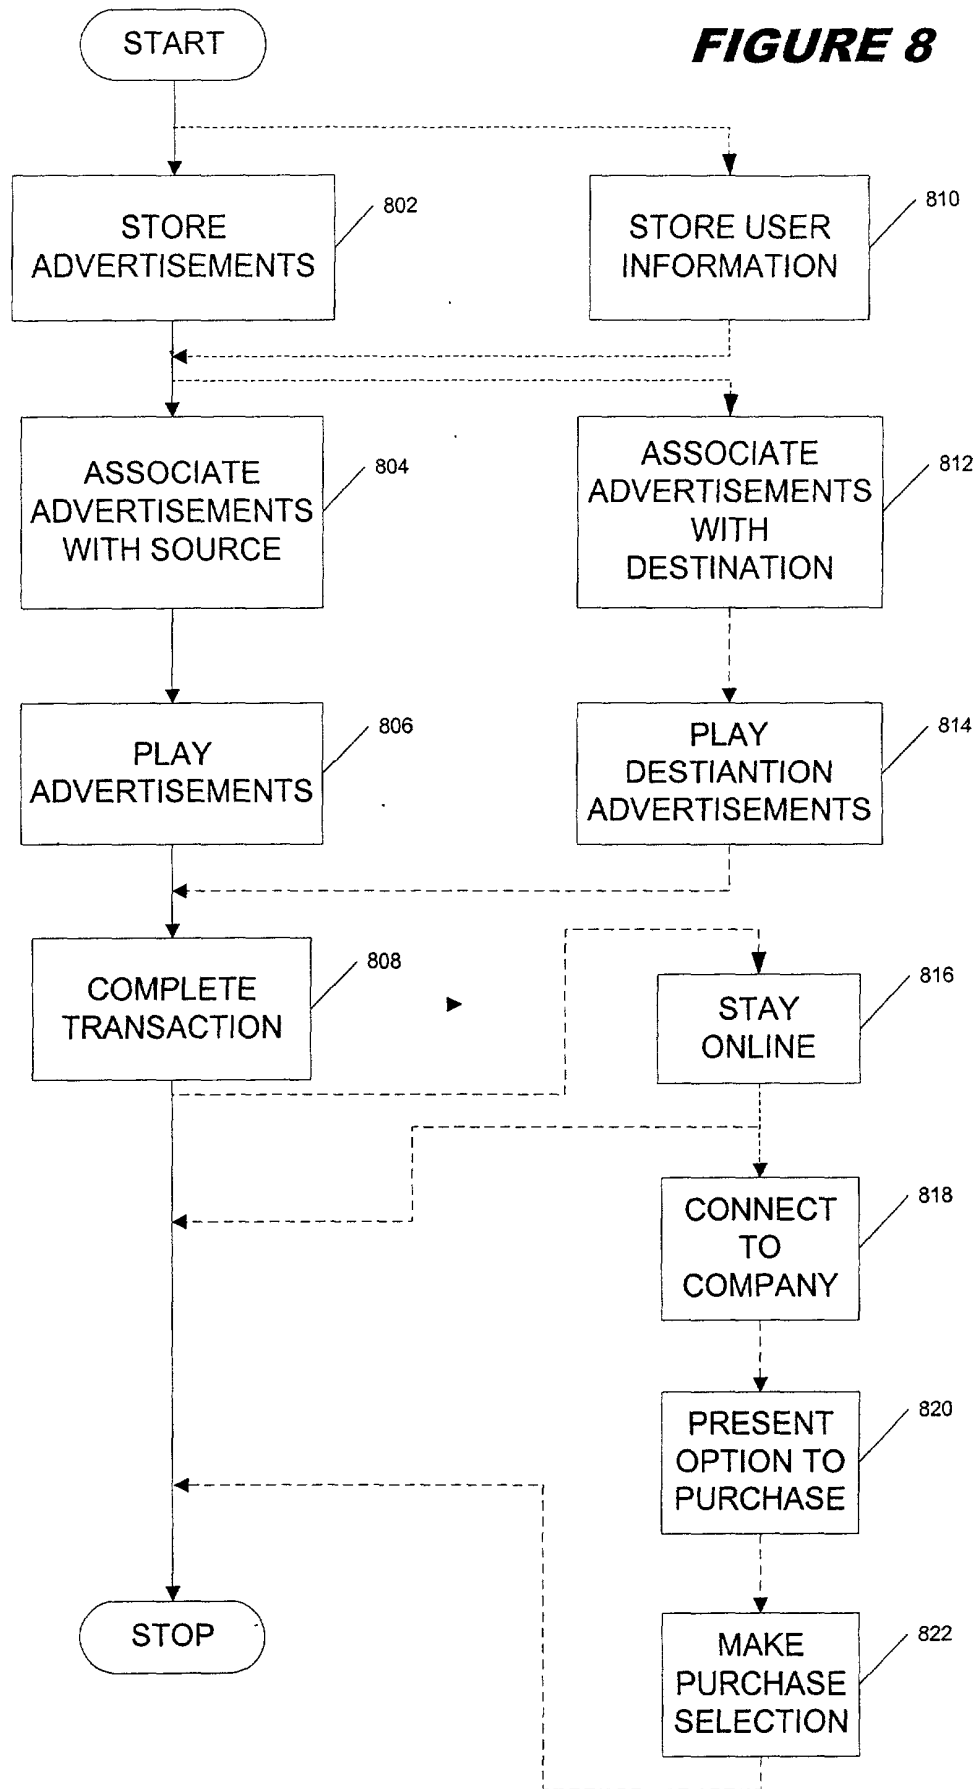 START
FIGURE 8
STORE
ADVERTISEMENTS
802
STORE USER
INFORMATION
810
ASSOCIATE
ADVERTISEMENTS
WITH SOURCE
804
ASSOCIATE
ADVERTISEMENTS
WITH
DESTINATION
812
PLAY
ADVERTISEMENTS
806
PLAY
DESTIANTION
ADVERTISEMENTS
814
COMPLETE
TRANSACTION
808
STAY
ONLINE
816
CONNECT
TO
COMPANY
818
PRESENT
OPTION TO
PURCHASE
820
STOP
MAKE
PURCHASE
SELECTION
822